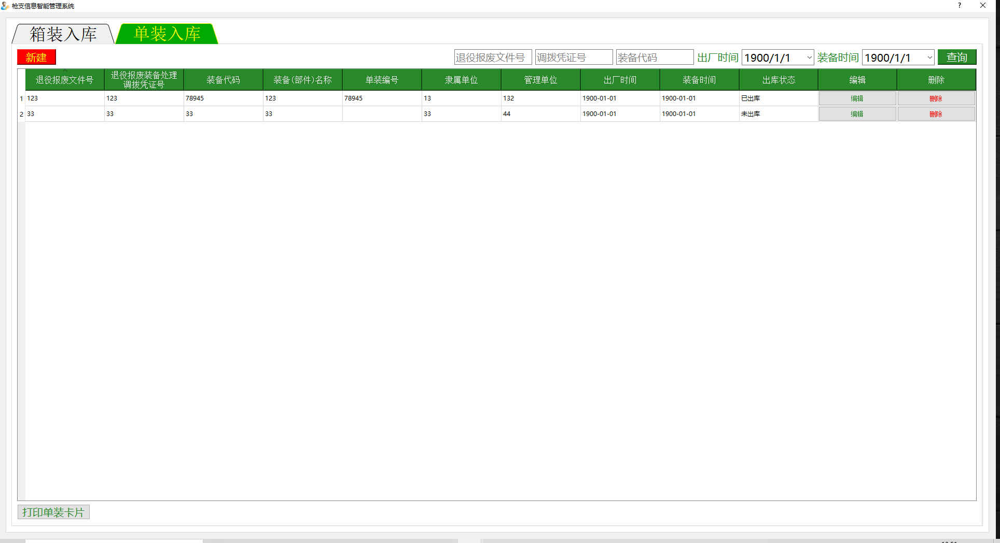 枪支信息智能管理系统
?
箱装入库 单装入库
新建 退役报废文件号 调拨凭证号 装备代码 出厂时间 1900/1/1 装备时间 1900/1/1 查询
退役报废文件号 退役报废装备处理调拨凭证号 装备代码 装备(部件)名称 单装编号 隶属单位 管理单位 出厂时间 装备时间 出库状态 编辑 删除
1 123 123 78945 123 78945 13 132 1900-01-01 1900-01-01 已出库 编辑 删除
2 33 33 33 33 33 44 1900-01-01 1900-01-01 未出库 编辑 删除
打印单装卡片